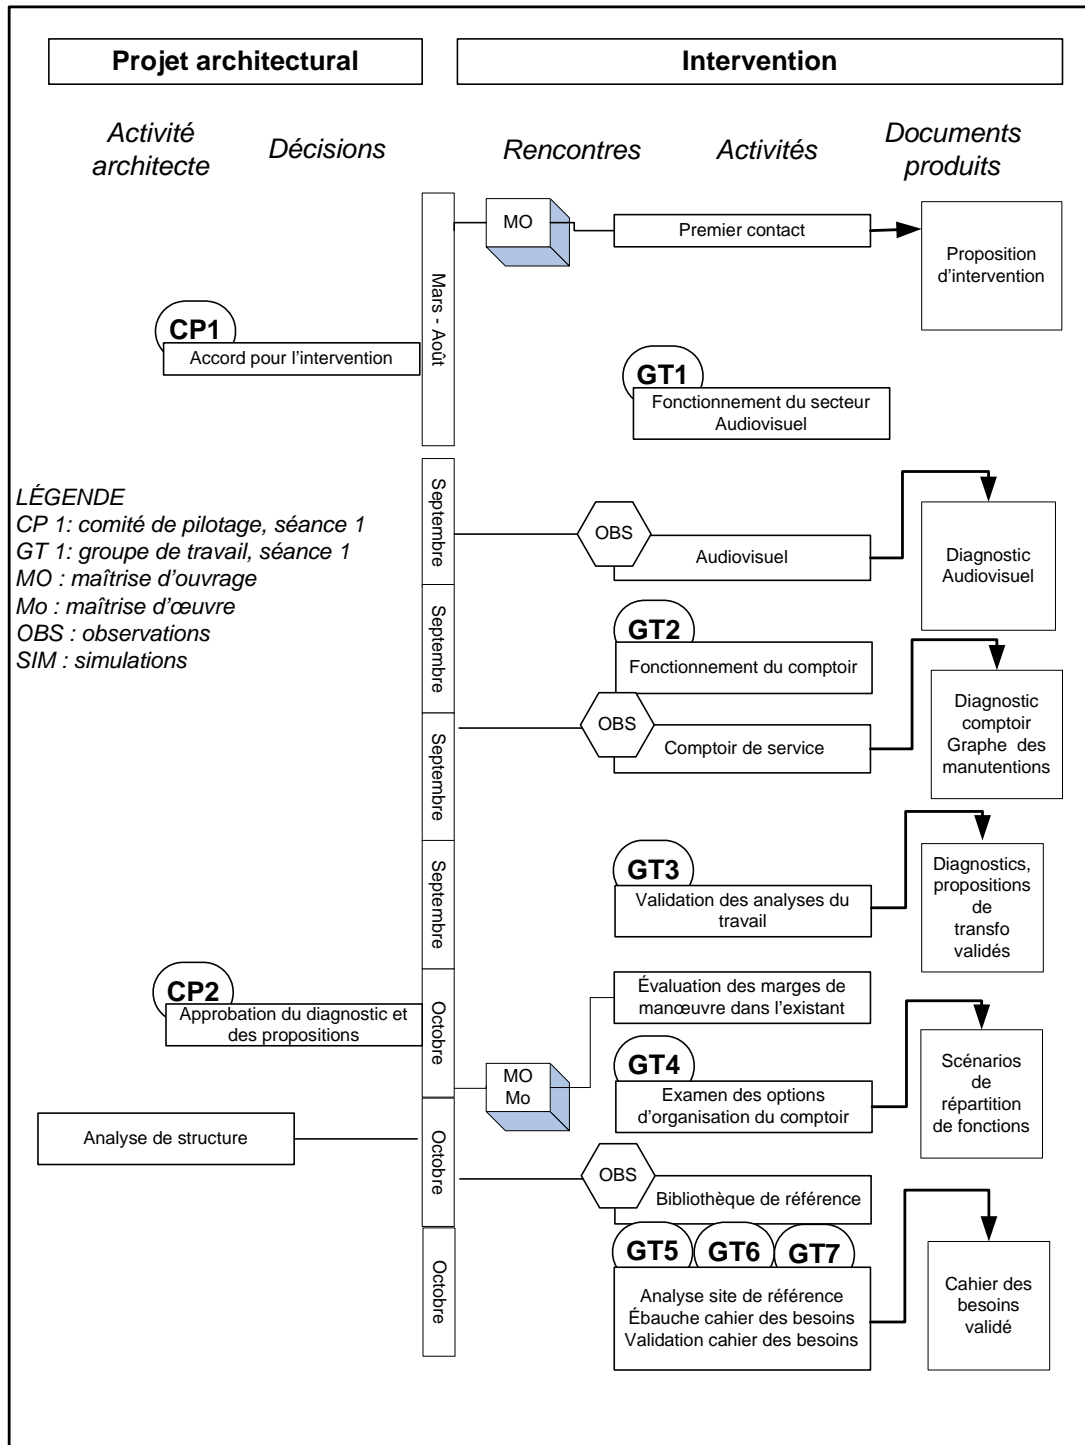 Projet architectural
Intervention
Activité
architecte
Décisions
Rencontres
Activités
Documents
produits
Mars - Août
MO
Premier contact
Proposition
d’intervention
CP1
Accord pour l’intervention
GT1
Fonctionnement du secteur
Audiovisuel
LÉGENDE
CP 1: comité de pilotage, séance 1
GT 1: groupe de travail, séance 1
MO : maîtrise d’ouvrage
Mo : maîtrise d’œuvre
OBS : observations
SIM : simulations
Septembre
OBS
Audiovisuel
Diagnostic
Audiovisuel
Septembre
GT2
Fonctionnement du comptoir
Septembre
OBS
Comptoir de service
Diagnostic
comptoir
Graphe des
manutentions
Septembre
GT3
Validation des analyses du
travail
Diagnostics,
propositions
de
transfo
validés
CP2
Approbation du diagnostic et
des propositions
Octobre
Évaluation des marges de
manœuvre dans l’existant
MO
Mo
GT4
Examen des options
d’organisation du comptoir
Scénarios
de
répartition
de fonctions
Analyse de structure
Octobre
OBS
Bibliothèque de référence
Octobre
GT5
GT6
GT7
Analyse site de référence
Ébauche cahier des besoins
Validation cahier des besoins
Cahier des
besoins
validé